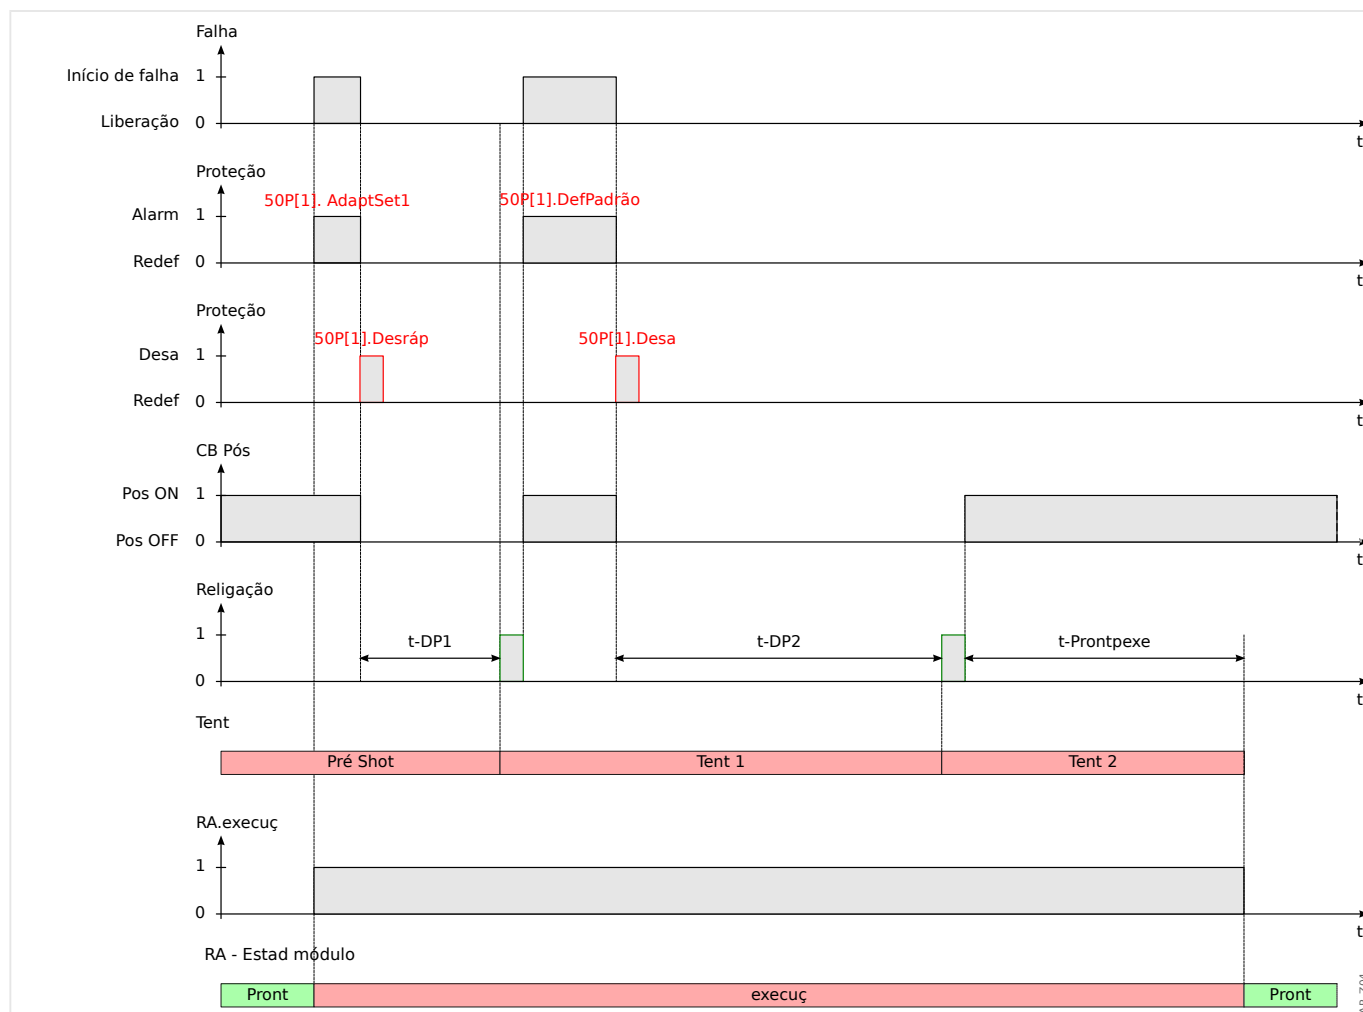 Falha
Início de falha 1
Liberação 0
t
Proteção
50P[1]. AdaptSet1 50P[1].DefPadrão
Alarm 1
Redef 0
t
Proteção
50P[1].Desráp 50P[1].Desa
Desa 1
Redef 0
t
CB Pós
Pos ON 1
Pos OFF 0
t
Religação
1 t-DP1 t-DP2 t-Prontpexe
0
t
Tent
Pré Shot Tent 1 Tent 2
RA.execuç
1
0
t
RA - Estad módulo
Pront execuç Pront